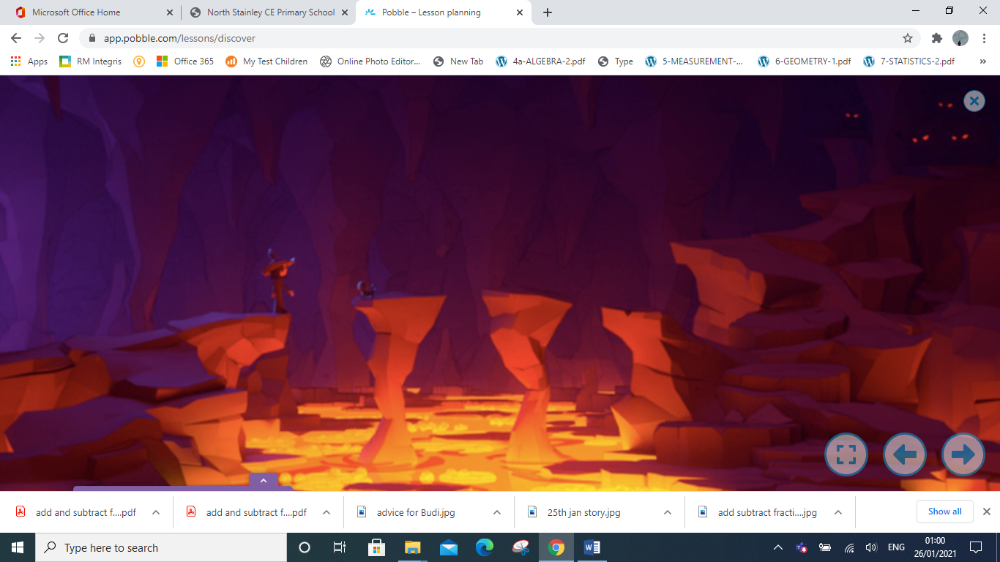 Microsoft Office Home
North Stainley CE Primary School
Pobble – Lesson planning
app.pobble.com/lessons/discover
Apps
RM Integris
Office 365
My Test Children
Online Photo Editor...
New Tab
4a-ALGEBRA-2.pdf
Type
5-MEASUREMENT-...
6-GEOMETRY-1.pdf
7-STATISTICS-2.pdf
»
add and subtract f....pdf
add and subtract f....pdf
advice for Budi.jpg
25th jan story.jpg
add subtract fracti....jpg
Show all
Type here to search
ENG
01:00
26/01/2021